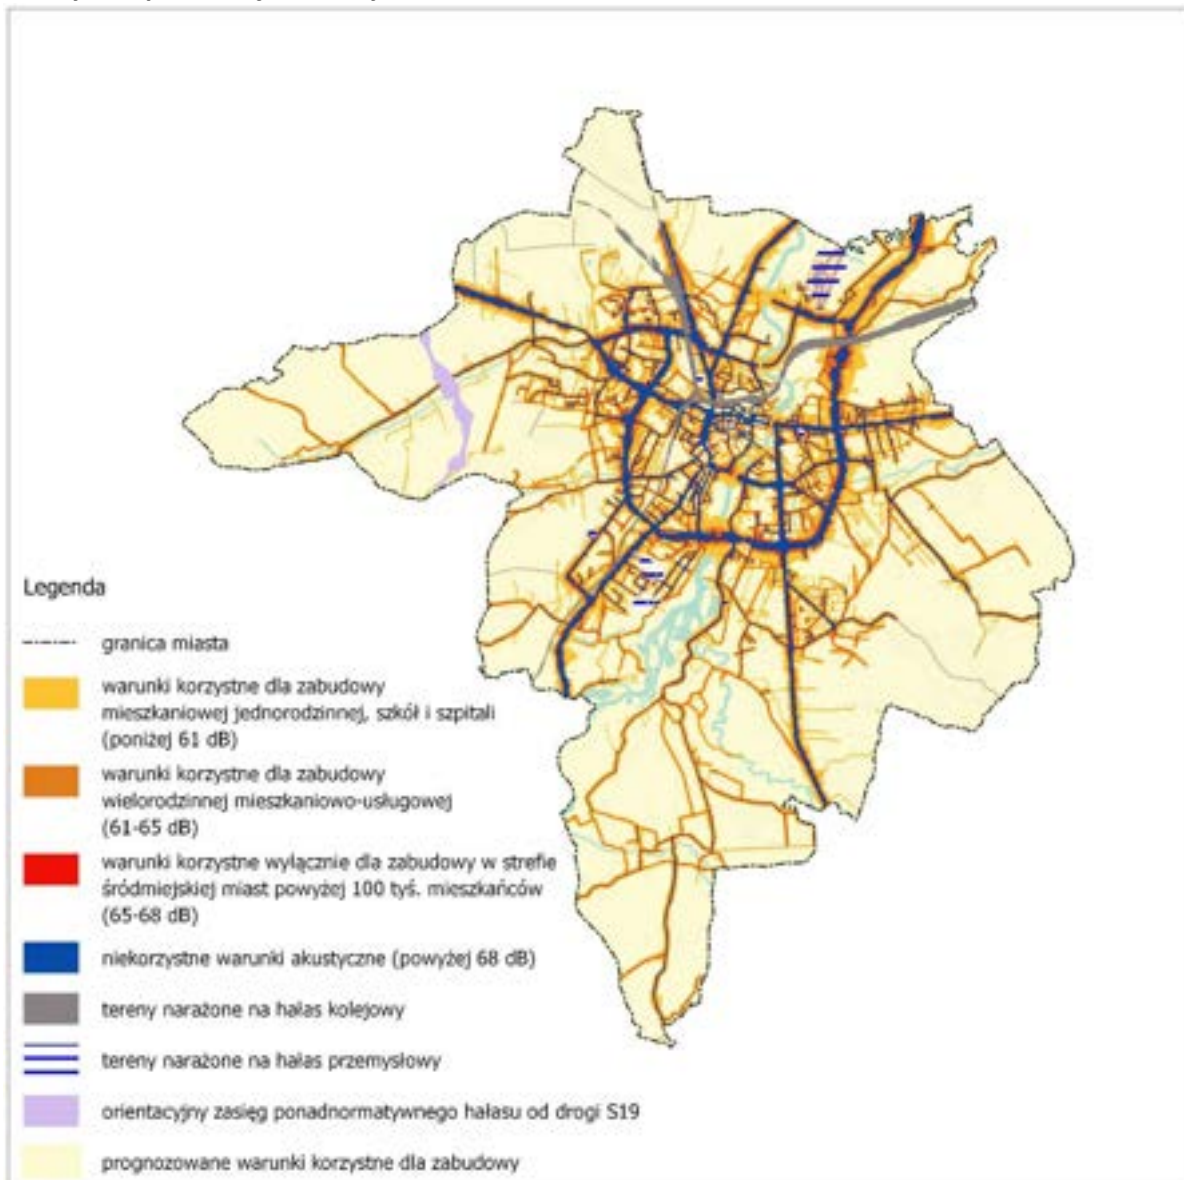 Legenda
granica miasta
warunki korzystne dla zabudowy
mieszkaniowej jednorodzinnej, szkół i szpitali
(poniżej 61 dB)
warunki korzystne dla zabudowy
wielorodzinnej mieszkaniowo-usługowej
(61-65 dB)
warunki korzystne wyłącznie dla zabudowy w strefie
śródmiejskiej miast powyżej 100 tyś. mieszkańców
(65-68 dB)
niekorzystne warunki akustyczne (powyżej 68 dB)
tereny narażone na hałas kolejowy
tereny narażone na hałas przemysłowy
orientacyjny zasięg ponadnormatywnego hałasu od drogi S19
prognozowane warunki korzystne dla zabudowy